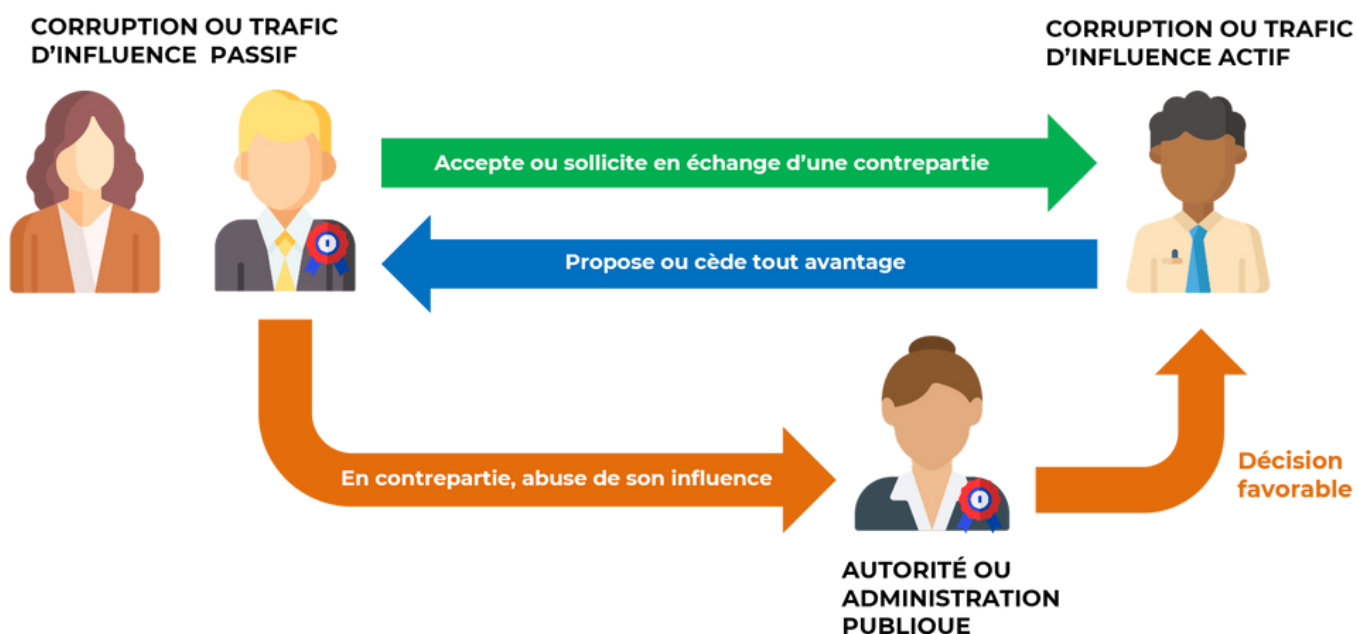 CORRUPTION OU TRAFIC
D'INFLUENCE PASSIF
CORRUPTION OU TRAFIC
D'INFLUENCE ACTIF
Accepte ou sollicite en échange d'une contrepartie
Propose ou cède tout avantage
En contrepartie, abuse de son influence
Décision
favorable
AUTORITÉ OU
ADMINISTRATION
PUBLIQUE